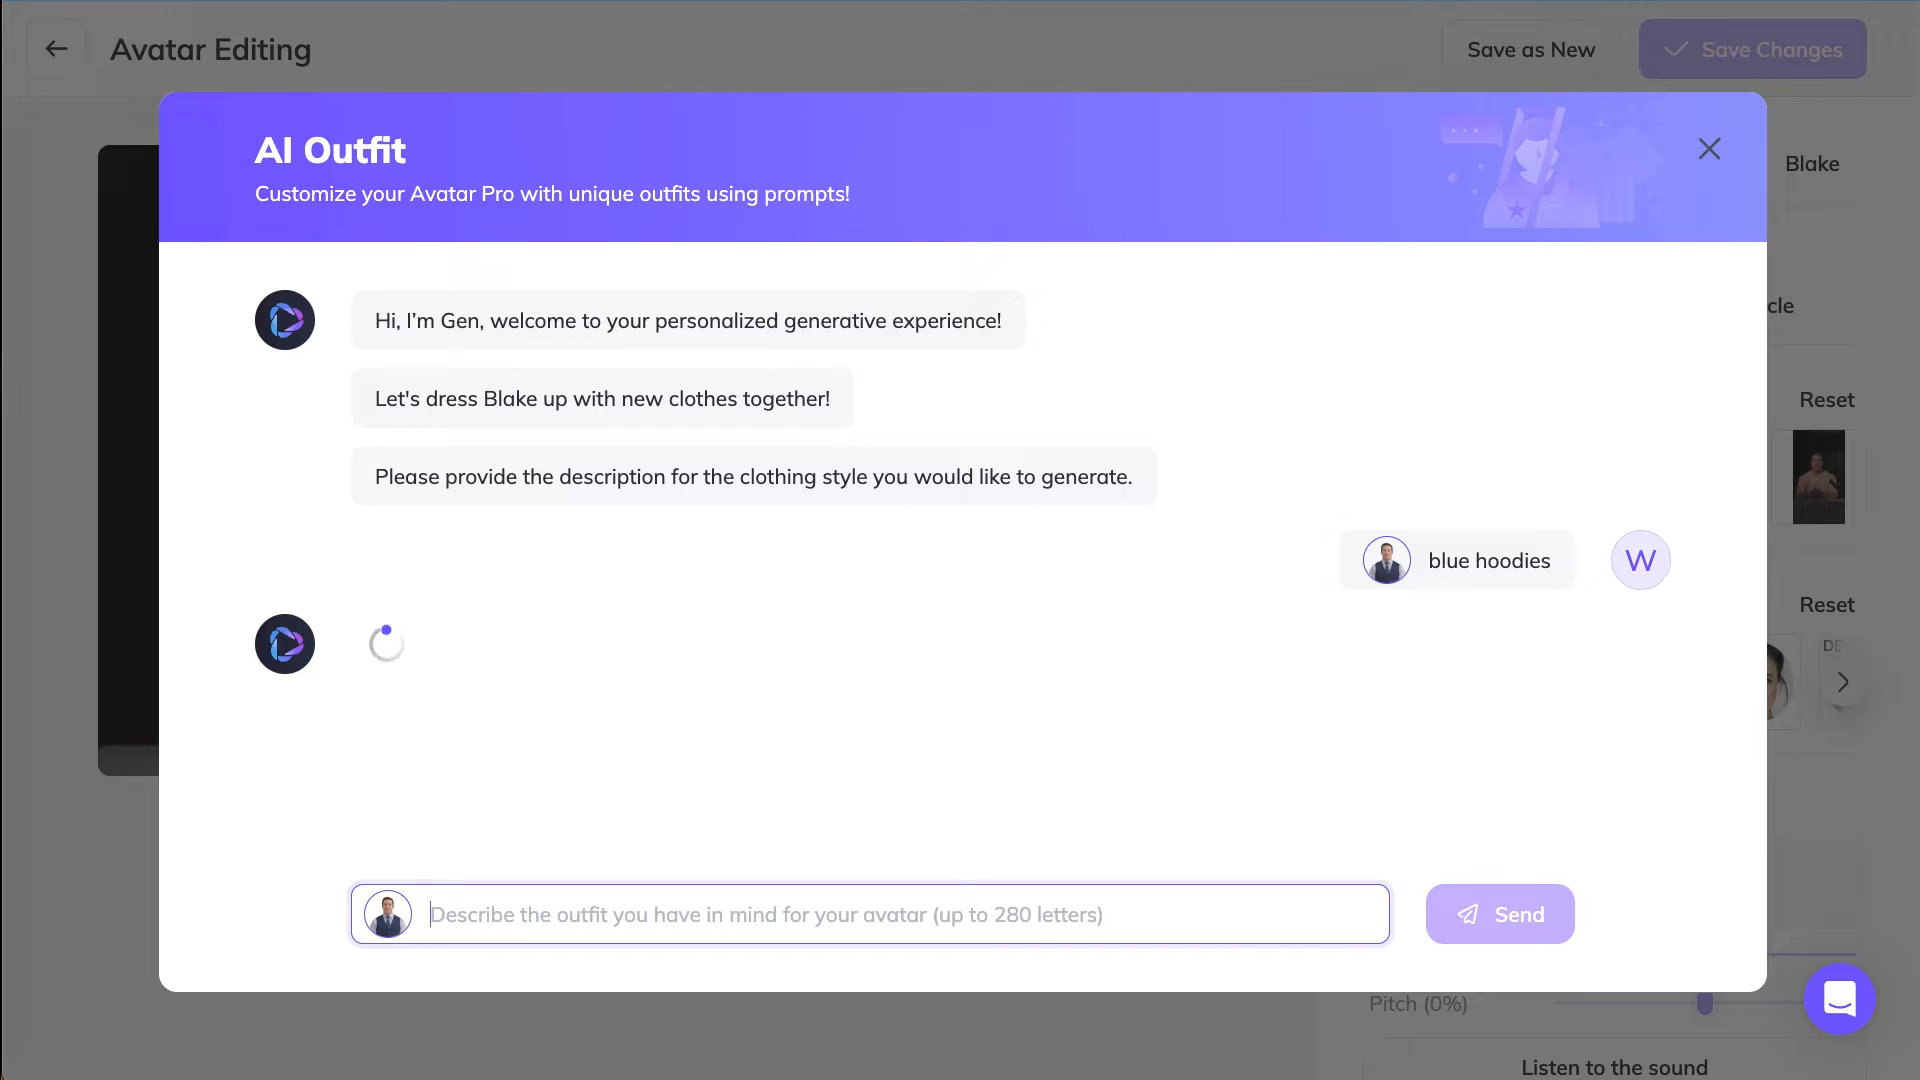 Avatar Editing
Save as New
Save Changes
AI Outfit
Customize your Avatar Pro with unique outfits using prompts!
Blake
Hi, I'm Gen, welcome to your personalized generative experience!
cle
Let's dress Blake up with new clothes together!
Reset
Please provide the description for the clothing style you would like to generate.
blue hoodies
W
Reset
DE
Describe the outfit you have in mind for your avatar (up to 280 letters)
Send
Pitch (0%)
Listen to the sound